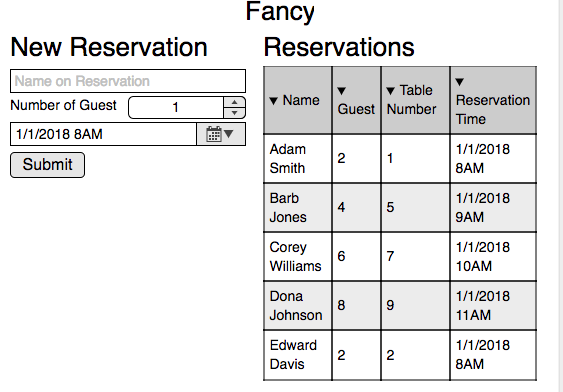 Fancy
New Reservation
Name on Reservation
Number of Guest 1
1/1/2018 8AM
Submit
Reservations
▼ Name ▼ Guest ▼ Table Number ▼ Reservation Time
Adam Smith 2 1 1/1/2018 8AM
Barb Jones 4 5 1/1/2018 9AM
Corey Williams 6 7 1/1/2018 10AM
Dona Johnson 8 9 1/1/2018 11AM
Edward Davis 2 2 1/1/2018 8AM